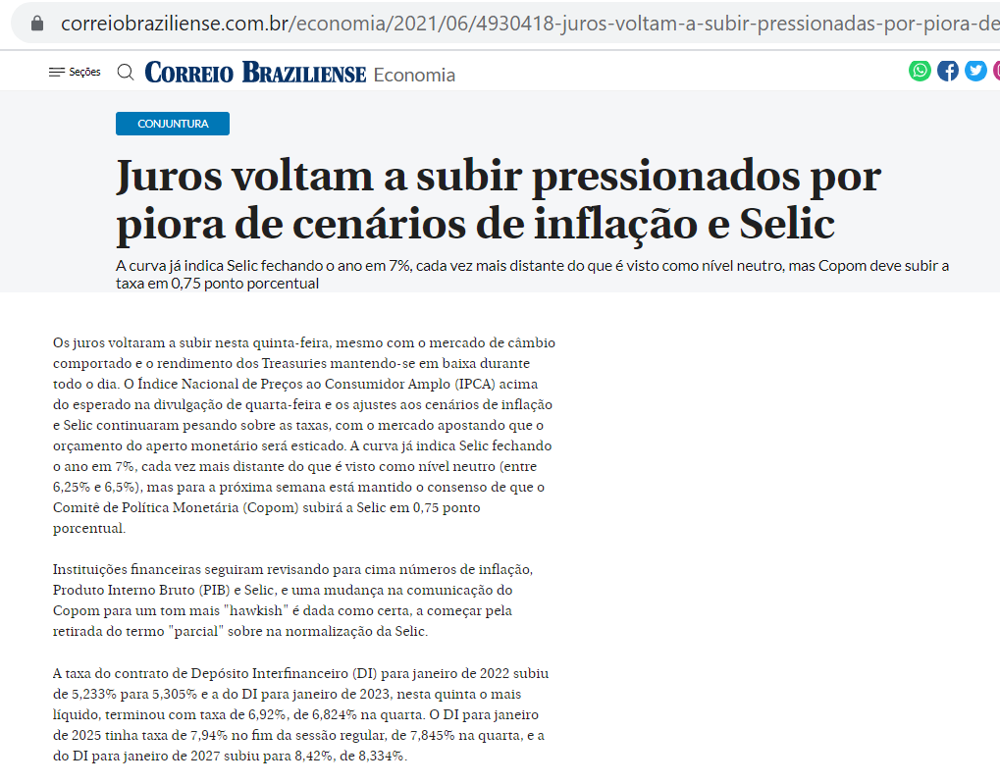 correiobraziliense.com.br/economia/2021/06/4930418-juros-voltam-a-subir-pressionadas-por-piora-de
Seções
CORREIO BRAZILIENSE Economia
CONJUNTURA
Juros voltam a subir pressionados por
piora de cenários de inflação e Selic
A curva já indica Selic fechando o ano em 7%, cada vez mais distante do que é visto como nível neutro, mas Copom deve subir a
taxa em 0,75 ponto porcentual
Os juros voltaram a subir nesta quinta-feira, mesmo com o mercado de câmbio
comportado e o rendimento dos Treasuries mantendo-se em baixa durante
todo o dia. O Índice Nacional de Preços ao Consumidor Amplo (IPCA) acima
do esperado na divulgação de quarta-feira e os ajustes aos cenários de inflação
e Selic continuaram pesando sobre as taxas, com o mercado apostando que o
orçamento do aperto monetário será esticado. A curva já indica Selic fechando
o ano em 7%, cada vez mais distante do que é visto como nível neutro (entre
6,25% e 6,5%), mas para a próxima semana está mantido o consenso de que o
Comitê de Política Monetária (Copom) subirá a Selic em 0,75 ponto
porcentual.
Instituições financeiras seguiram revisando para cima números de inflação,
Produto Interno Bruto (PIB) e Selic, e uma mudança na comunicação do
Copom para um tom mais "hawkish" é dada como certa, a começar pela
retirada do termo "parcial" sobre na normalização da Selic.
A taxa do contrato de Depósito Interfinanceiro (DI) para janeiro de 2022 subiu
de 5,233% para 5,305% e a do DI para janeiro de 2023, nesta quinta o mais
líquido, terminou com taxa de 6,92%, de 6,824% na quarta. O DI para janeiro
de 2025 tinha taxa de 7,94% no fim da sessão regular, de 7,845% na quarta, e a
do DI para janeiro de 2027 subiu para 8,42%, de 8,334%.